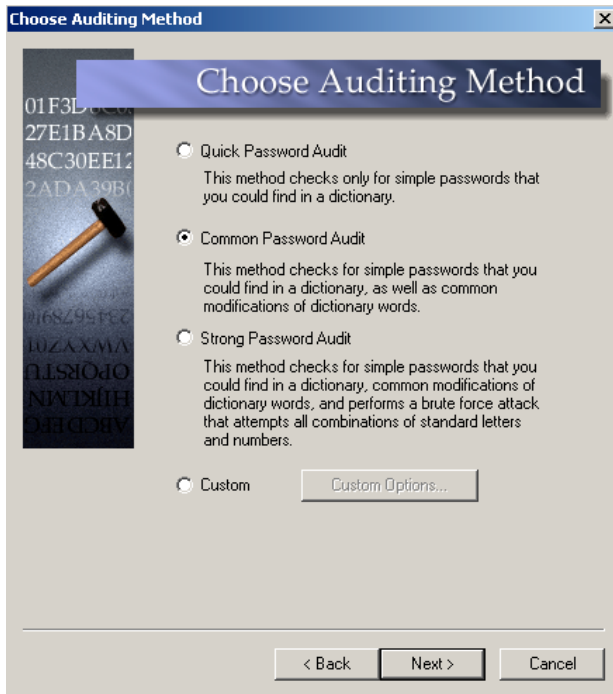 Choose Auditing Method
Choose Auditing Method
01F3D
27E1BA8D
48C30EE12
2ADA39B(
Quick Password Audit
This method checks only for simple passwords that
you could find in a dictionary.
Common Password Audit
This method checks for simple passwords that you
could find in a dictionary, as well as common
modifications of dictionary words.
Strong Password Audit
This method checks for simple passwords that you
could find in a dictionary, common modifications of
dictionary words, and performs a brute force attack
that attempts all combinations of standard letters
and numbers.
Custom
Custom Options...
< Back
Next >
Cancel